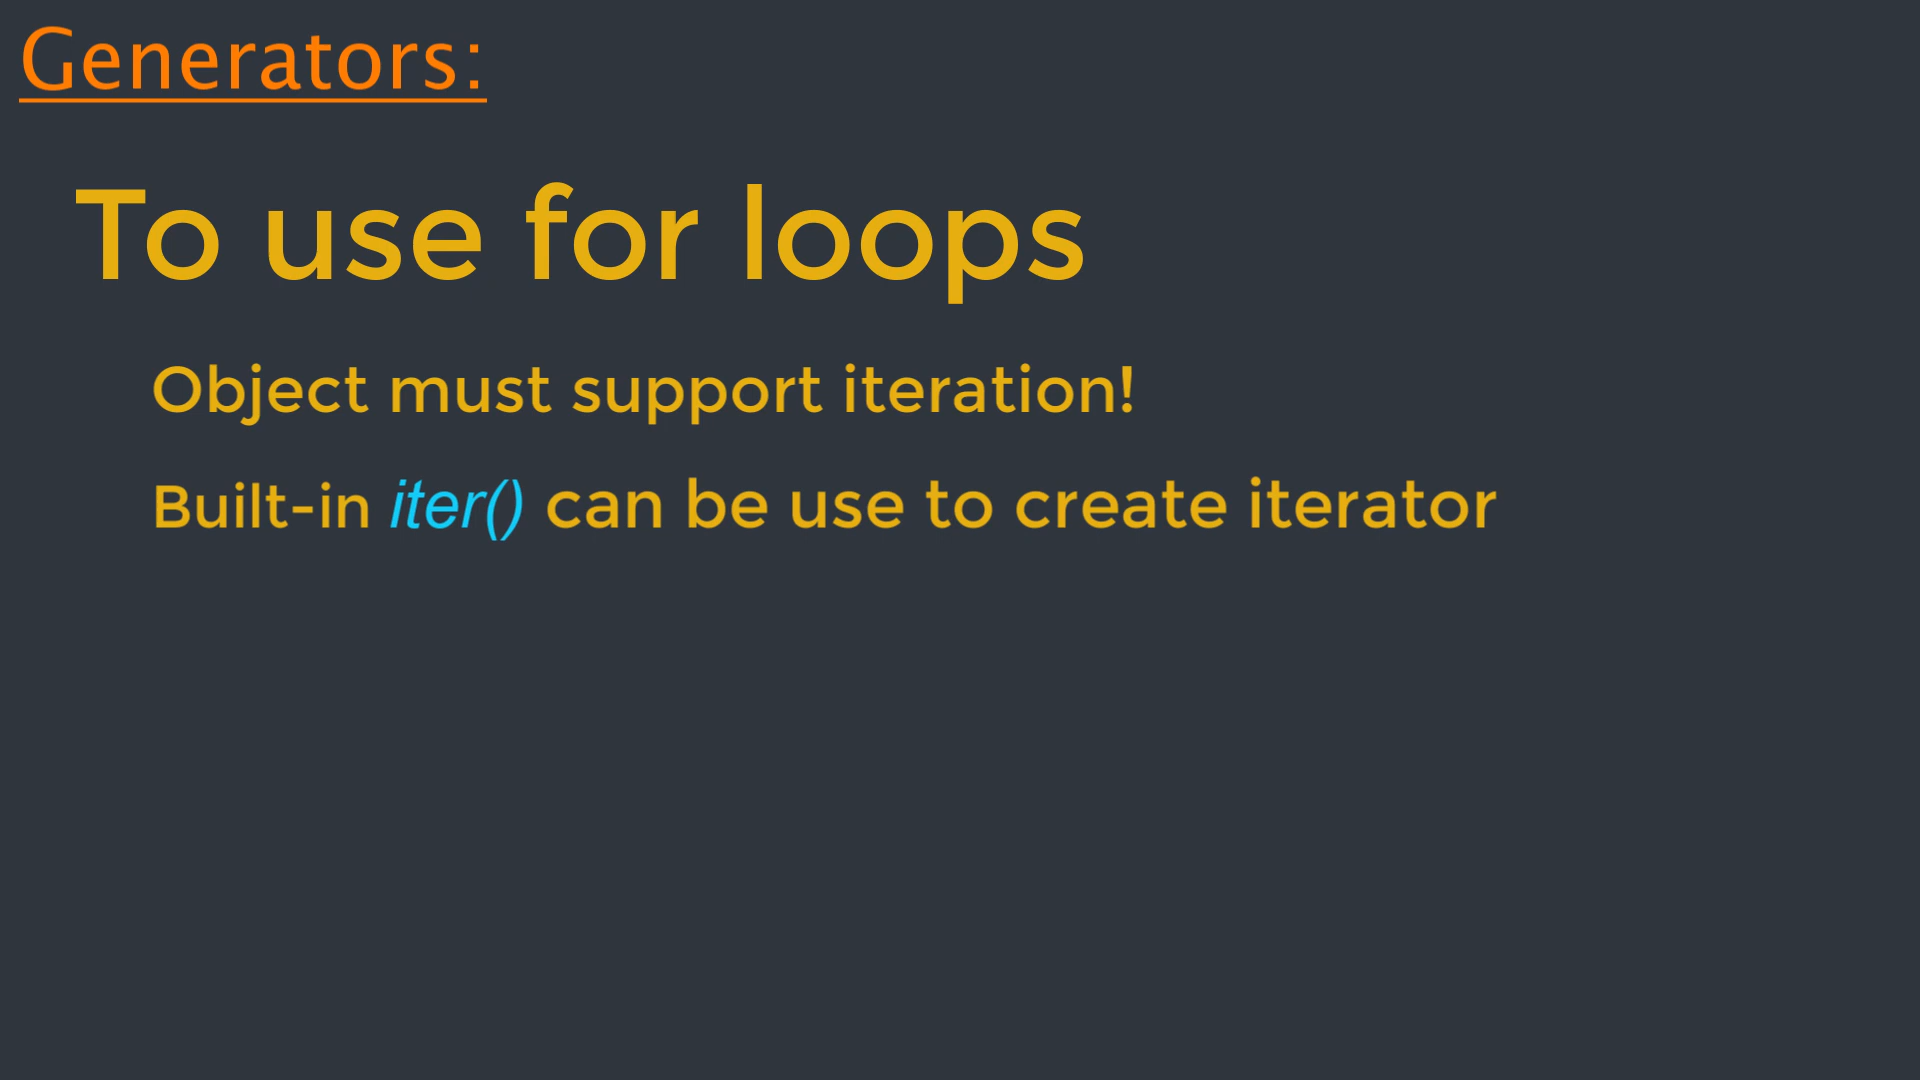 Generators:
To use for loops
Object must support iteration!
Built-in iter() can be use to create iterator